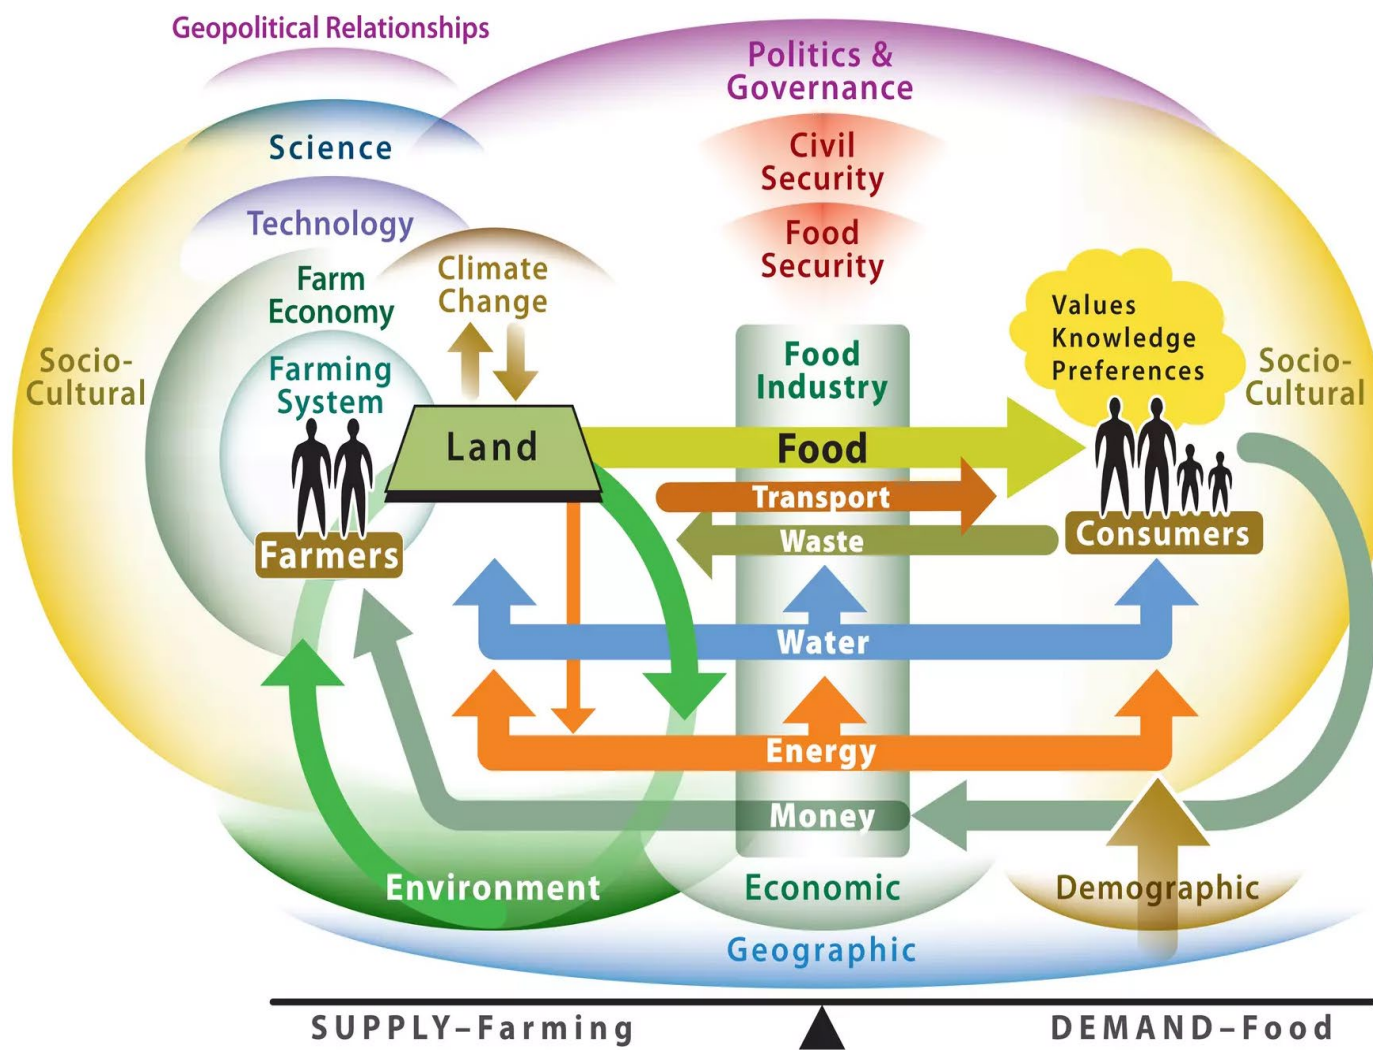 Geopolitical Relationships
Politics &
Governance
Science
Civil
Security
Technology
Food
Security
Climate
Change
Farm
Economy
Values
Knowledge
Preferences
Socio-
Cultural
Farming
System
Food
Industry
Socio-
Cultural
Land
Food
Transport
Waste
Farmers
Consumers
Water
Energy
Money
Environment
Economic
Demographic
Geographic
SUPPLY–Farming
DEMAND–Food